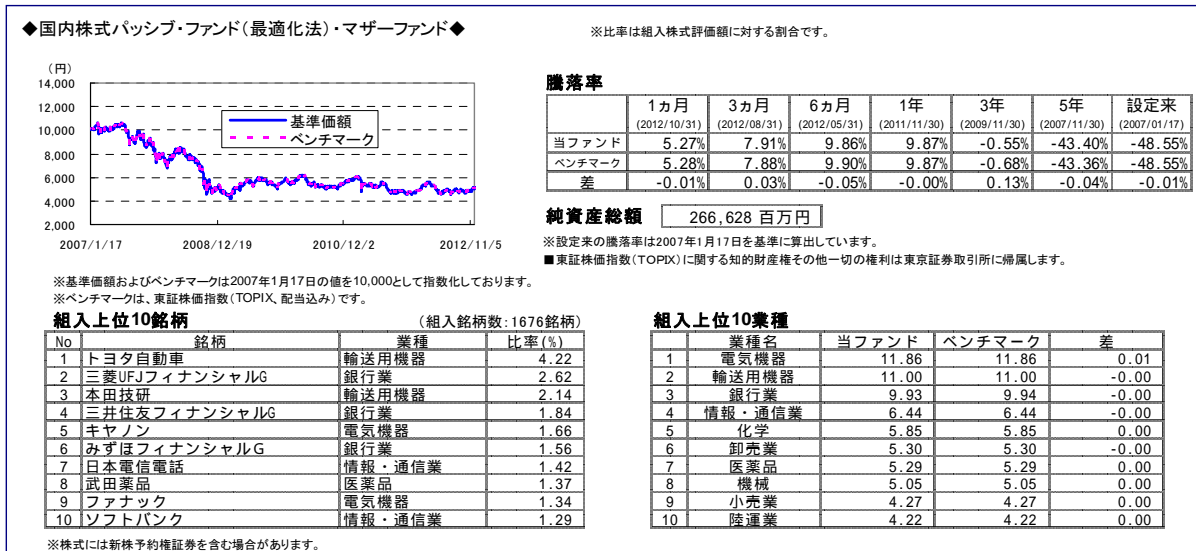 ◆国内株式パッシブ・ファンド(最適化法)・マザーファンド◆
※比率は組入株式評価額に対する割合です。
(円)
14,000
12,000
10,000
8,000
6,000
4,000
2,000
基準価額
ベンチマーク
2007/1/17 2008/12/19 2010/12/2 2012/11/5
※基準価額およびベンチマークは2007年1月17日の値を10,000として指数化しております。
※ベンチマークは、東証株価指数(TOPIX、配当込み)です。
騰落率
1ヵ月 3ヵ月 6ヵ月 1年 3年 5年 設定来
(2012/10/31) (2012/08/31) (2012/05/31) (2011/11/30) (2009/11/30) (2007/11/30) (2007/01/17)
当ファンド 5.27% 7.91% 9.86% 9.87% -0.55% -43.40% -48.55%
ベンチマーク 5.28% 7.88% 9.90% 9.87% -0.68% -43.36% -48.55%
差 -0.01% 0.03% -0.05% -0.00% 0.13% -0.04% -0.01%
純資産総額 266,628 百万円
※設定来の騰落率は2007年1月17日を基準に算出しています。
■東証株価指数(TOPIX)に関する知的財産権その他一切の権利は東京証券取引所に帰属します。
組入上位10銘柄 (組入銘柄数:1676銘柄)
No 銘柄 業種 比率(%)
1 トヨタ自動車 輸送用機器 4.22
2 三菱UFJフィナンシャルG 銀行業 2.62
3 本田技研 輸送用機器 2.14
4 三井住友フィナンシャルG 銀行業 1.84
5 キヤノン 電気機器 1.66
6 みずほフィナンシャルG 銀行業 1.56
7 日本電信電話 情報・通信業 1.42
8 武田薬品 医薬品 1.37
9 ファナック 電気機器 1.34
10 ソフトバンク 情報・通信業 1.29
※株式には新株予約権証券を含む場合があります。
組入上位10業種
業種名 当ファンド ベンチマーク 差
1 電気機器 11.86 11.86 0.01
2 輸送用機器 11.00 11.00 -0.00
3 銀行業 9.93 9.94 -0.00
4 情報・通信業 6.44 6.44 -0.00
5 化学 5.85 5.85 0.00
6 卸売業 5.30 5.30 -0.00
7 医薬品 5.29 5.29 0.00
8 機械 5.05 5.05 0.00
9 小売業 4.27 4.27 0.00
10 陸運業 4.22 4.22 0.00